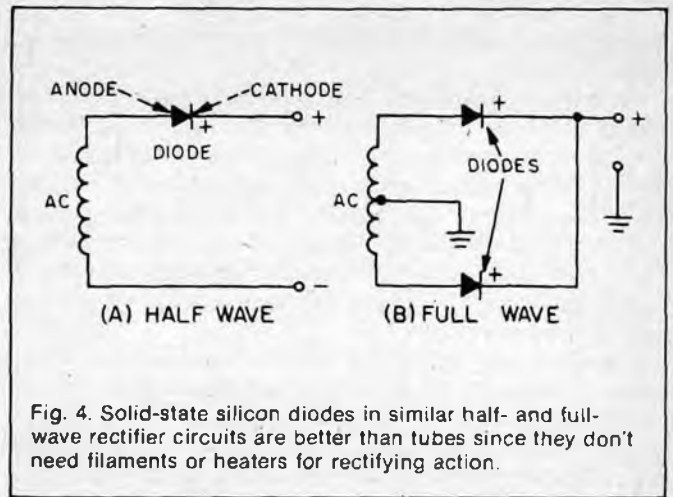 ANODE
CATHODE
+
+
DIODE
AC
-
(A) HALF WAVE
+
+
DIODES
AC
+
(B) FULL WAVE
Fig. 4. Solid-state silicon diodes in similar half- and full-
wave rectifier circuits are better than tubes since they don't
need filaments or heaters for rectifying action.